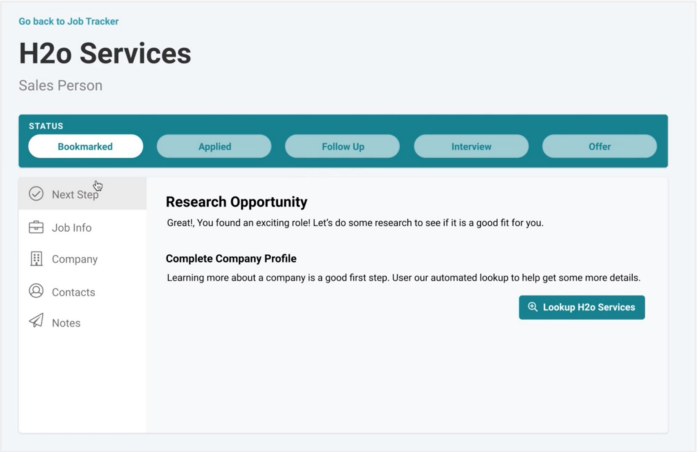 Go back to Job Tracker
H2o Services
Sales Person
STATUS
Bookmarked
Applied
Follow Up
Interview
Offer
Next Step
Job Info
Company
Contacts
Notes
Research Opportunity
Great!, You found an exciting role! Let's do some research to see if it is a good fit for you.
Complete Company Profile
Learning more about a company is a good first step. User our automated lookup to help get some more details.
Lookup H2o Services